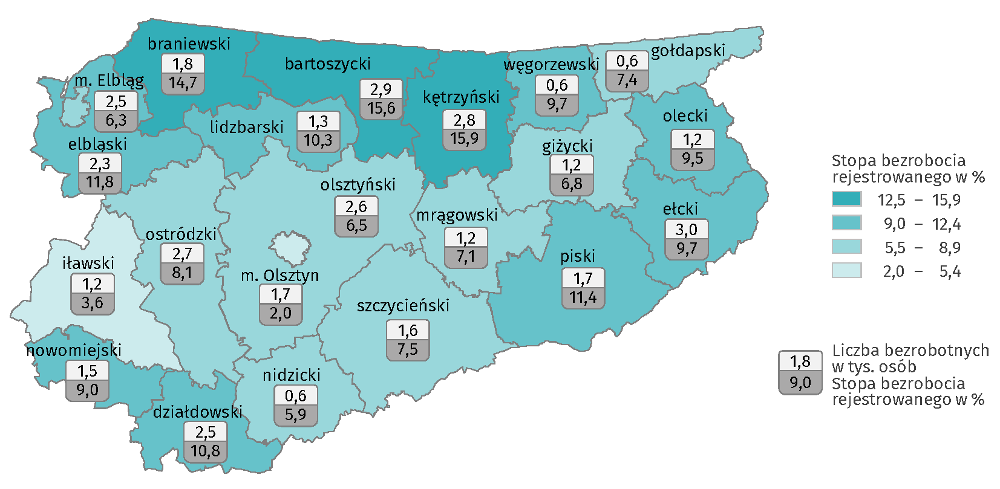 braniewski
1,8
14,7
bartoszycki
2,9
15,6
gołdapski
0,6
7,4
węgorzewski
0,6
9,7
m. Elbląg
2,5
6,3
kętrzyński
2,8
15,9
lidzbarski
1,3
10,3
olecki
1,2
9,5
elbląski
2,3
11,8
giżycki
1,2
6,8
olsztyński
2,6
6,5
mrągowski
1,2
7,1
ełcki
3,0
9,7
ostródzki
2,7
8,1
iławski
1,2
3,6
piski
1,7
11,4
m. Olsztyn
1,7
2,0
szczycieński
1,6
7,5
nowomiejski
1,5
9,0
nidzicki
0,6
5,9
działdowski
2,5
10,8
Stopa bezrobocia
rejestrowanego w %
12,5 – 15,9
9,0 – 12,4
5,5 – 8,9
2,0 – 5,4
1,8
9,0
Liczba bezrobotnych
w tys. osób
Stopa bezrobocia
rejestrowanego w %